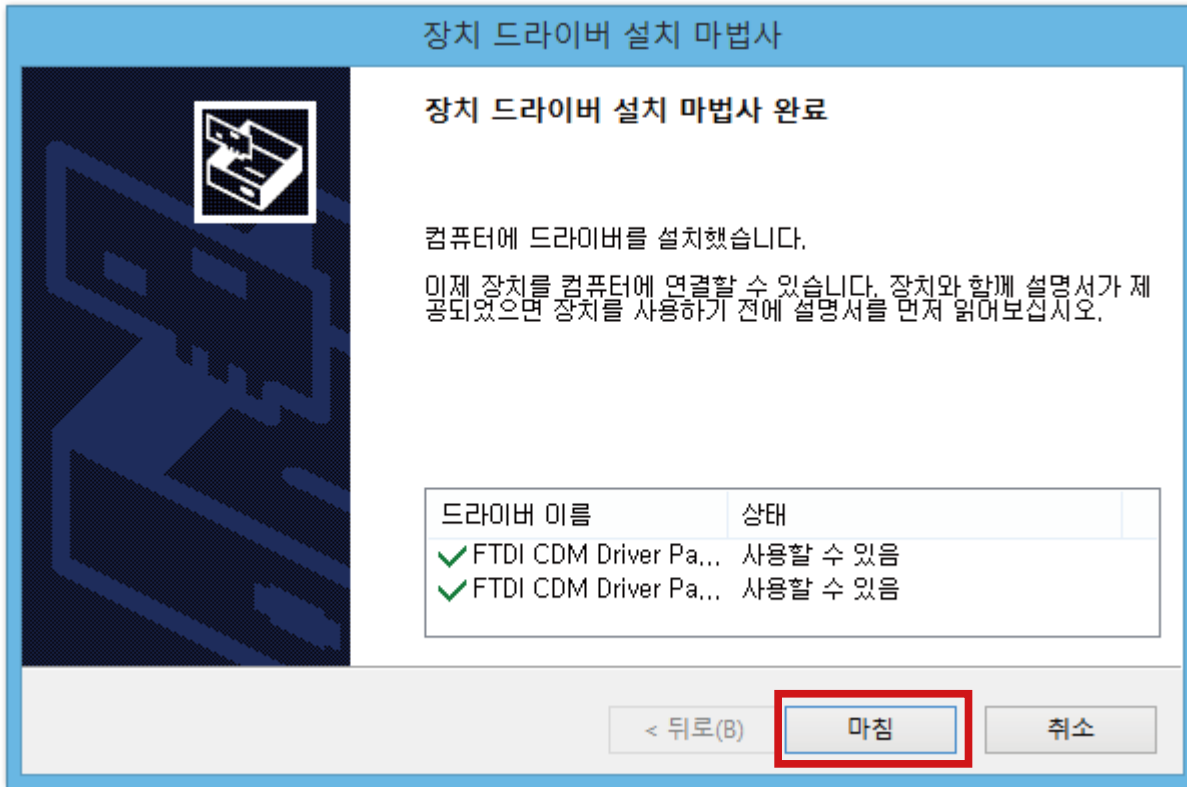 장치 드라이버 설치 마법사
장치 드라이버 설치 마법사 완료
컴퓨터에 드라이버를 설치했습니다.
이제 장치를 컴퓨터에 연결할 수 있습니다. 장치와 함께 설명서가 제
공되었으면 장치를 사용하기 전에 설명서를 먼저 읽어보십시오.
드라이버 이름 상태
FTDI CDM Driver Pa... 사용할 수 있음
FTDI CDM Driver Pa... 사용할 수 있음
< 뒤로(B) 마침 취소